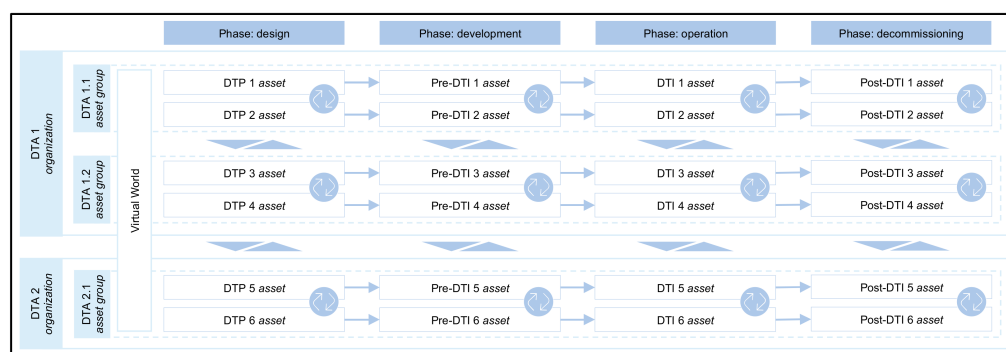 Phase: design
Phase: development
Phase: operation
Phase: decommissioning
DTA 1
organization
DTA 1.1
asset group
Virtual World
DTP 1 asset
Pre-DTI 1 asset
DTI 1 asset
Post-DTI 1 asset
DTP 2 asset
Pre-DTI 2 asset
DTI 2 asset
Post-DTI 2 asset
DTA 1.2
asset group
DTP 3 asset
Pre-DTI 3 asset
DTI 3 asset
Post-DTI 3 asset
DTP 4 asset
Pre-DTI 4 asset
DTI 4 asset
Post-DTI 4 asset
DTA 2
organization
DTA 2.1
asset group
DTP 5 asset
Pre-DTI 5 asset
DTI 5 asset
Post-DTI 5 asset
DTP 6 asset
Pre-DTI 6 asset
DTI 6 asset
Post-DTI 6 asset